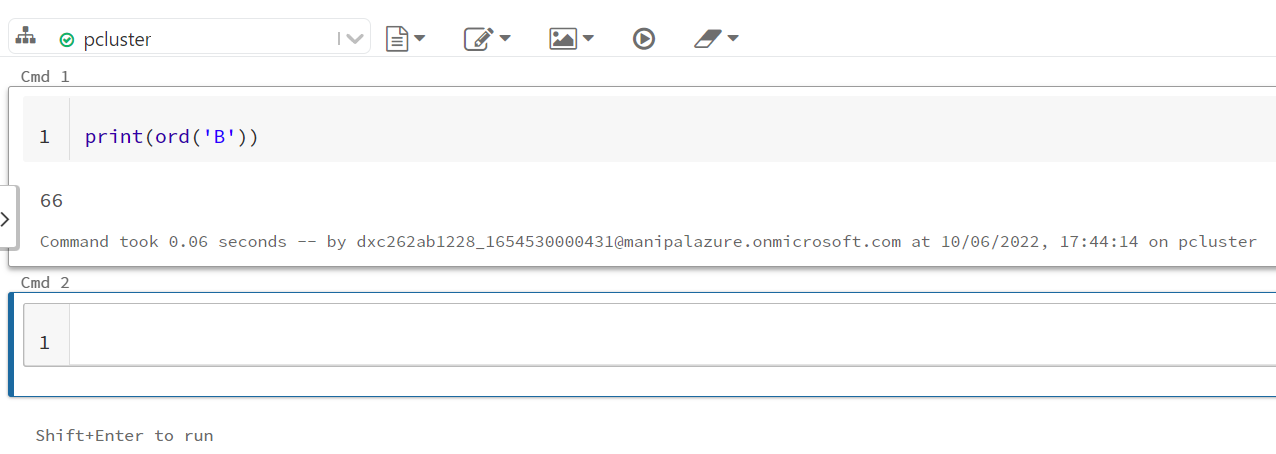 pcluster
Cmd 1
1 print(ord('B'))
66
Command took 0.06 seconds -- by dxc262ab1228_1654530000431@manipalazure.onmicrosoft.com at 10/06/2022, 17:44:14 on pcluster
Cmd 2
1
Shift+Enter to run